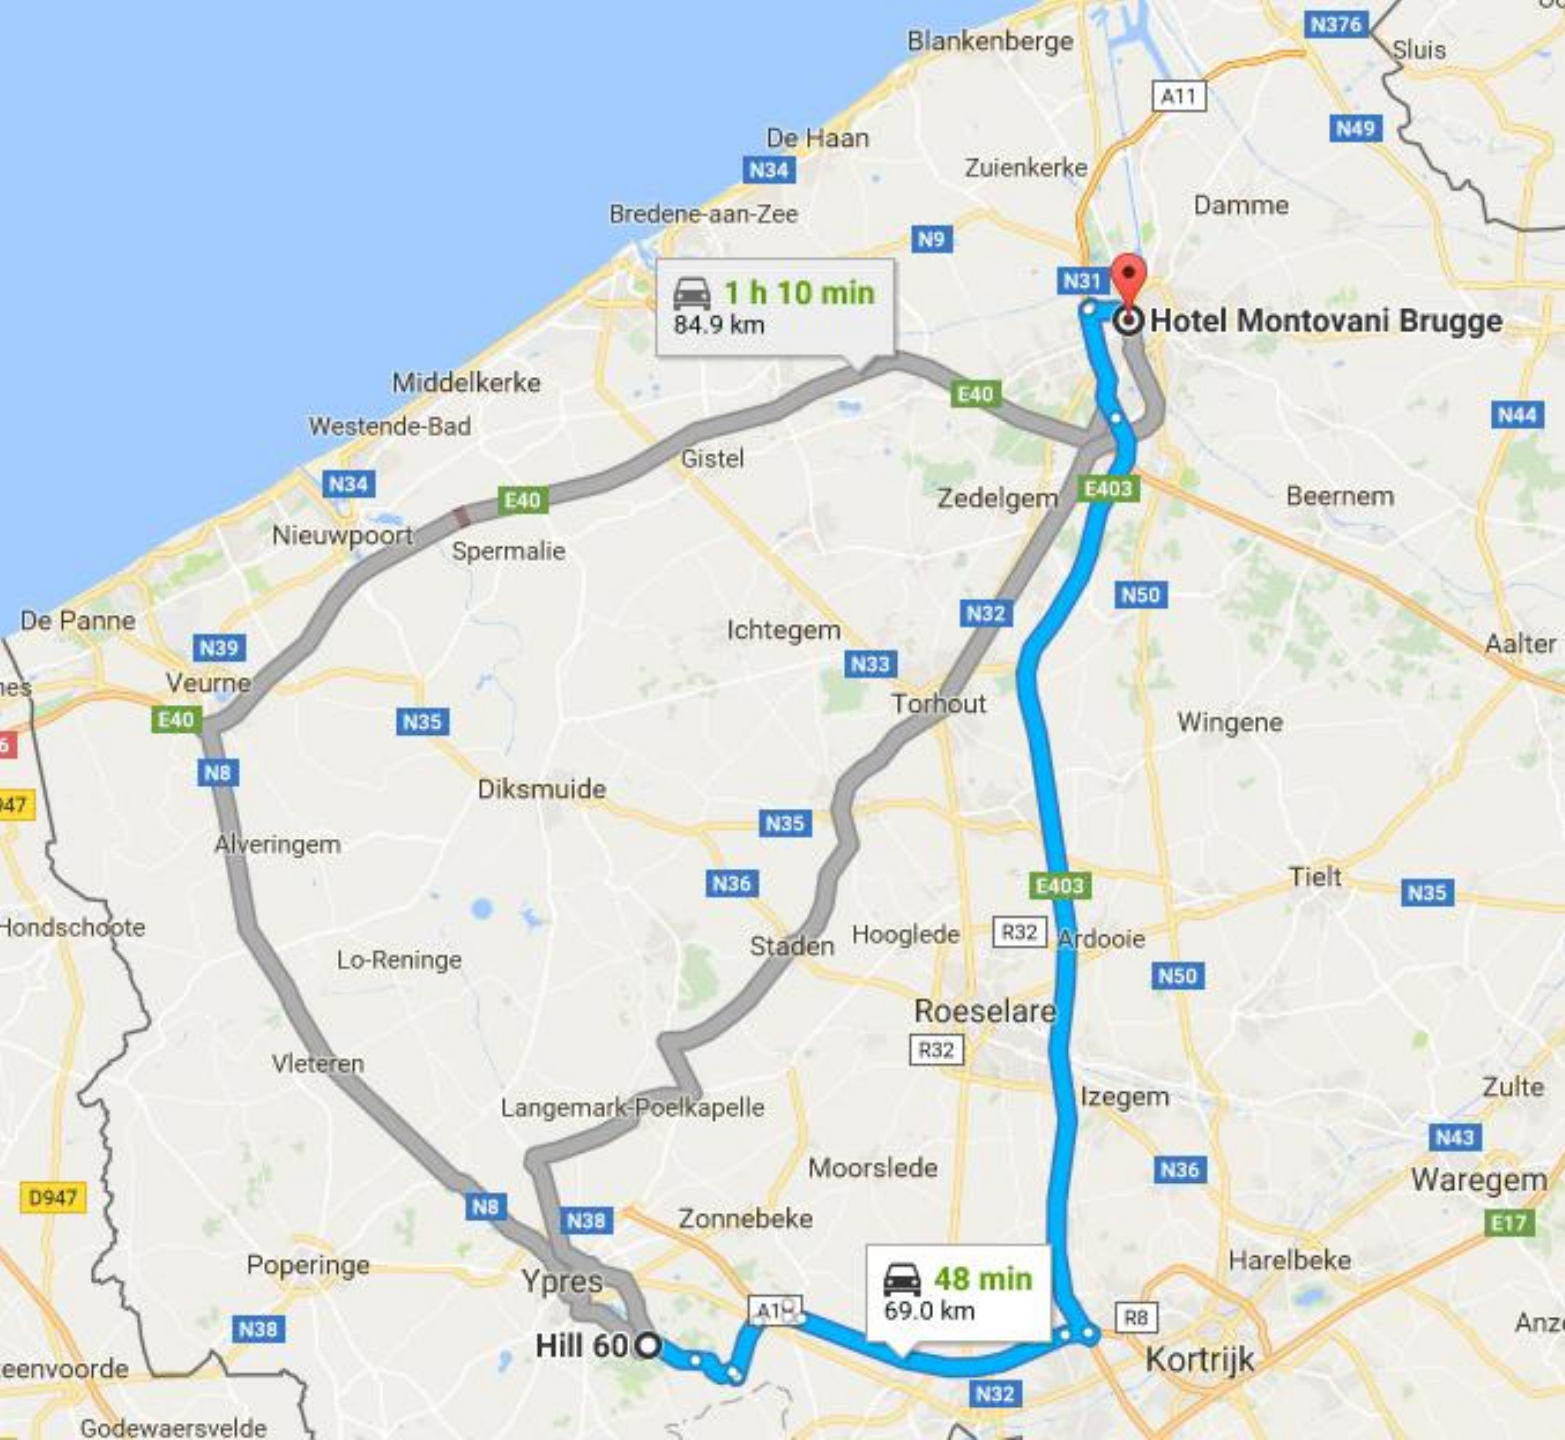 Blankenberge
N376
Sluis
A11
De Haan
N49
N34
Zuienkerke
Damme
Bredene-aan-Zee
N9
N31
1 h 10 min
84.9 km
Hotel Montovani Brugge
Middelkerke
E40
N44
Westende-Bad
Gistel
N34
E403
Zedelgem
Beernem
E40
Nieuwpoort
Spermalie
N50
N32
De Panne
Ichtegem
N39
Aalter
N33
Veurne
Torhout
E40
N35
Wingene
N8
Diksmuide
947
N35
Alveringem
Tielt
N36
E403
N35
Hondschoote
Hooglede
R32
Ardooie
Staden
Lo-Reninge
N50
Roeselare
R32
Vleteren
Izegem
Zulte
Langemark-Poelkapelle
N43
Moorslede
N36
Waregem
D947
N8
N38
Zonnebeke
E17
Harelbeke
Poperinge
Ypres
48 min
69.0 km
A19
R8
N38
Anz
Hill 60
Kortrijk
eenvoorde
N32
Godewaersvelde